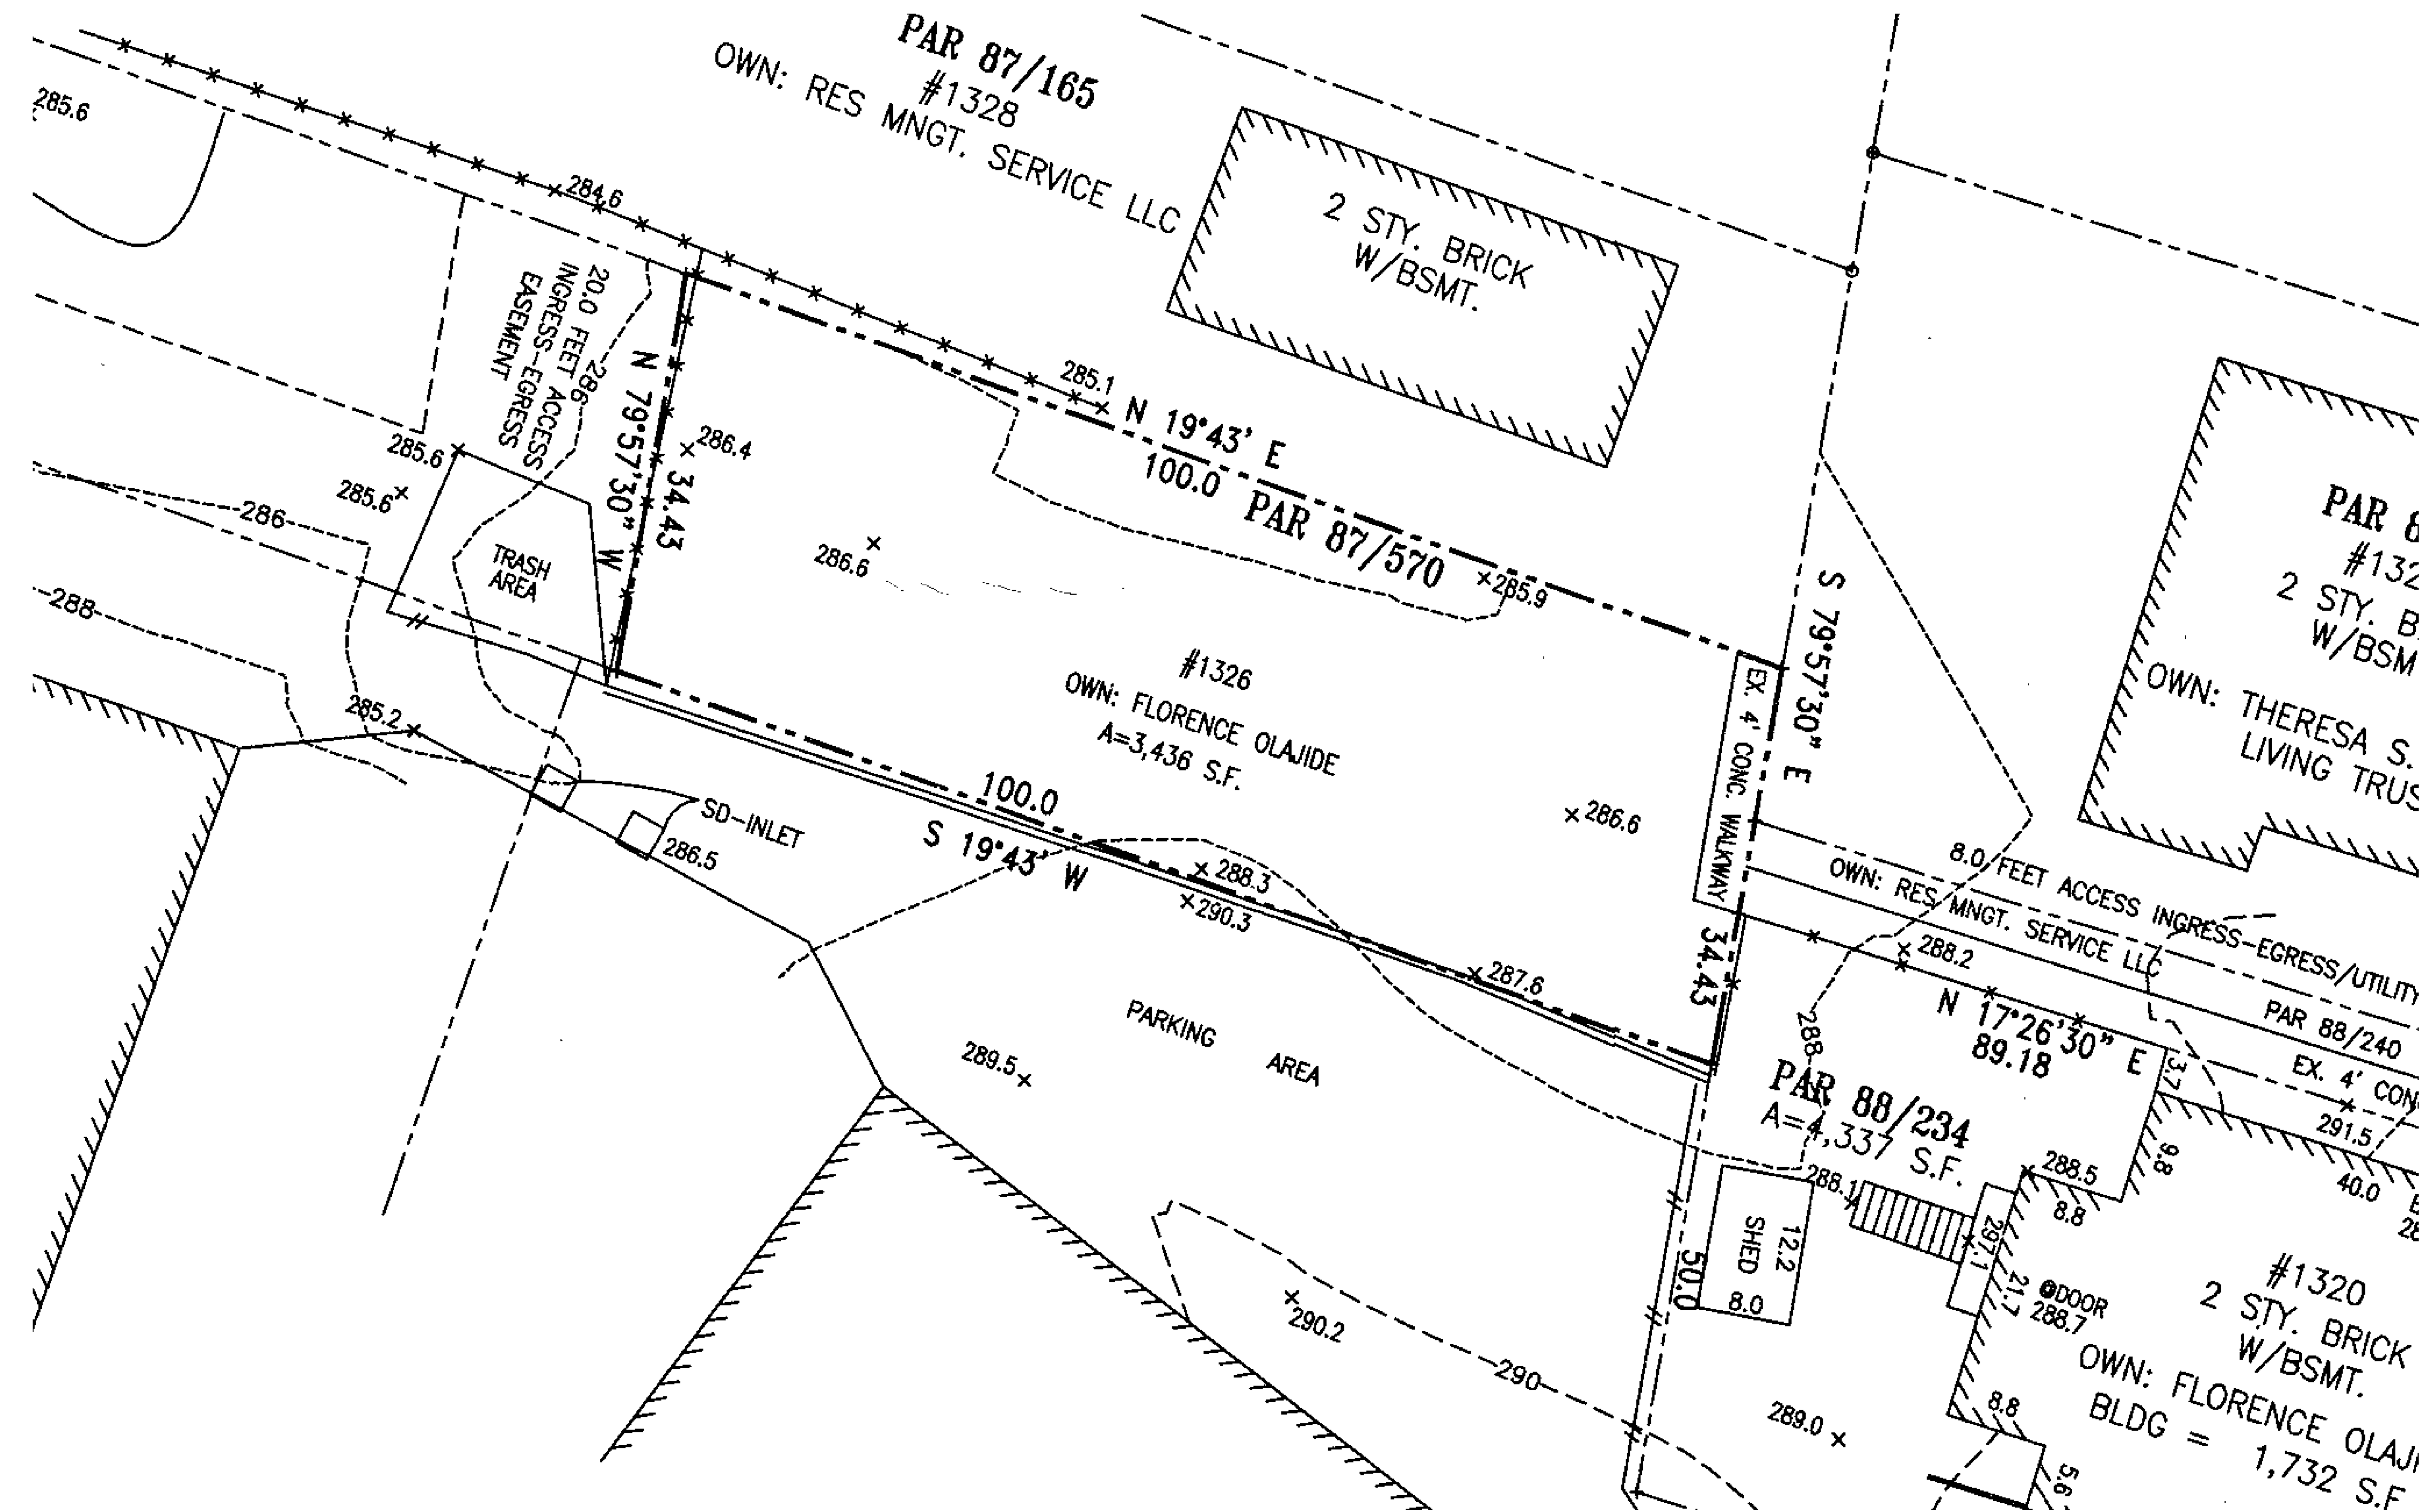 PAR 87/165
#1328
OWN: RES MNGT. SERVICE LLC
2 STY. BRICK
W/BSMT.
285.6
284.6
20.0 FEET ACCESS
INGRESS-EGRESS
EASEMENT
286
N 79°57'30" W
34.43
286.4
285.1
N 19°43' E
100.0
PAR 87/570
285.9
285.6
285.6
286
288
TRASH
AREA
286.6
#1326
OWN: FLORENCE OLAJIDE
A=3,436 S.F.
S 79°57'30" E
EX. 4' CONC. WALKWAY
34.43
286.6
PAR 8
#132
2 STY. B
W/BSM
OWN: THERESA S.
LIVING TRUS
285.2
SD-INLET
286.5
100.0
S 19°43' W
288.3
290.3
287.6
8.0 FEET ACCESS INGRESS-EGRESS/UTILITY
OWN: RES MNGT. SERVICE LLC
PAR 88/240
EX. 4' CON
288.2
N 17°26'30" E
89.18
288
PAR 88/234
A=4,337 S.F.
3.7
9.8
291.5
40.0
288.5
8.8
288.1
297.1
21.7
PARKING AREA
289.5
SHED
12.2
8.0
50.0
DOOR
288.7
#1320
2 STY. BRICK
W/BSMT.
OWN: FLORENCE OLAJI
BLDG = 1,732 S.F
290.2
290
289.0
8.8
5.6